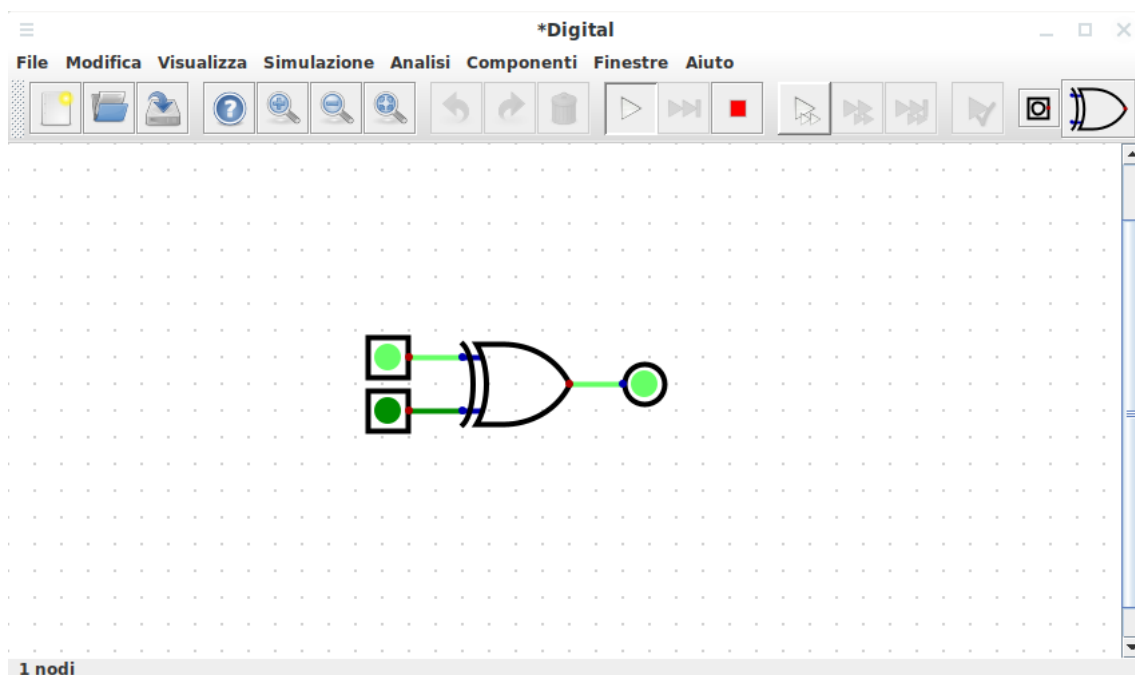 *Digital
File Modifica Visualizza Simulazione Analisi Componenti Finestre Aiuto
1 nodi